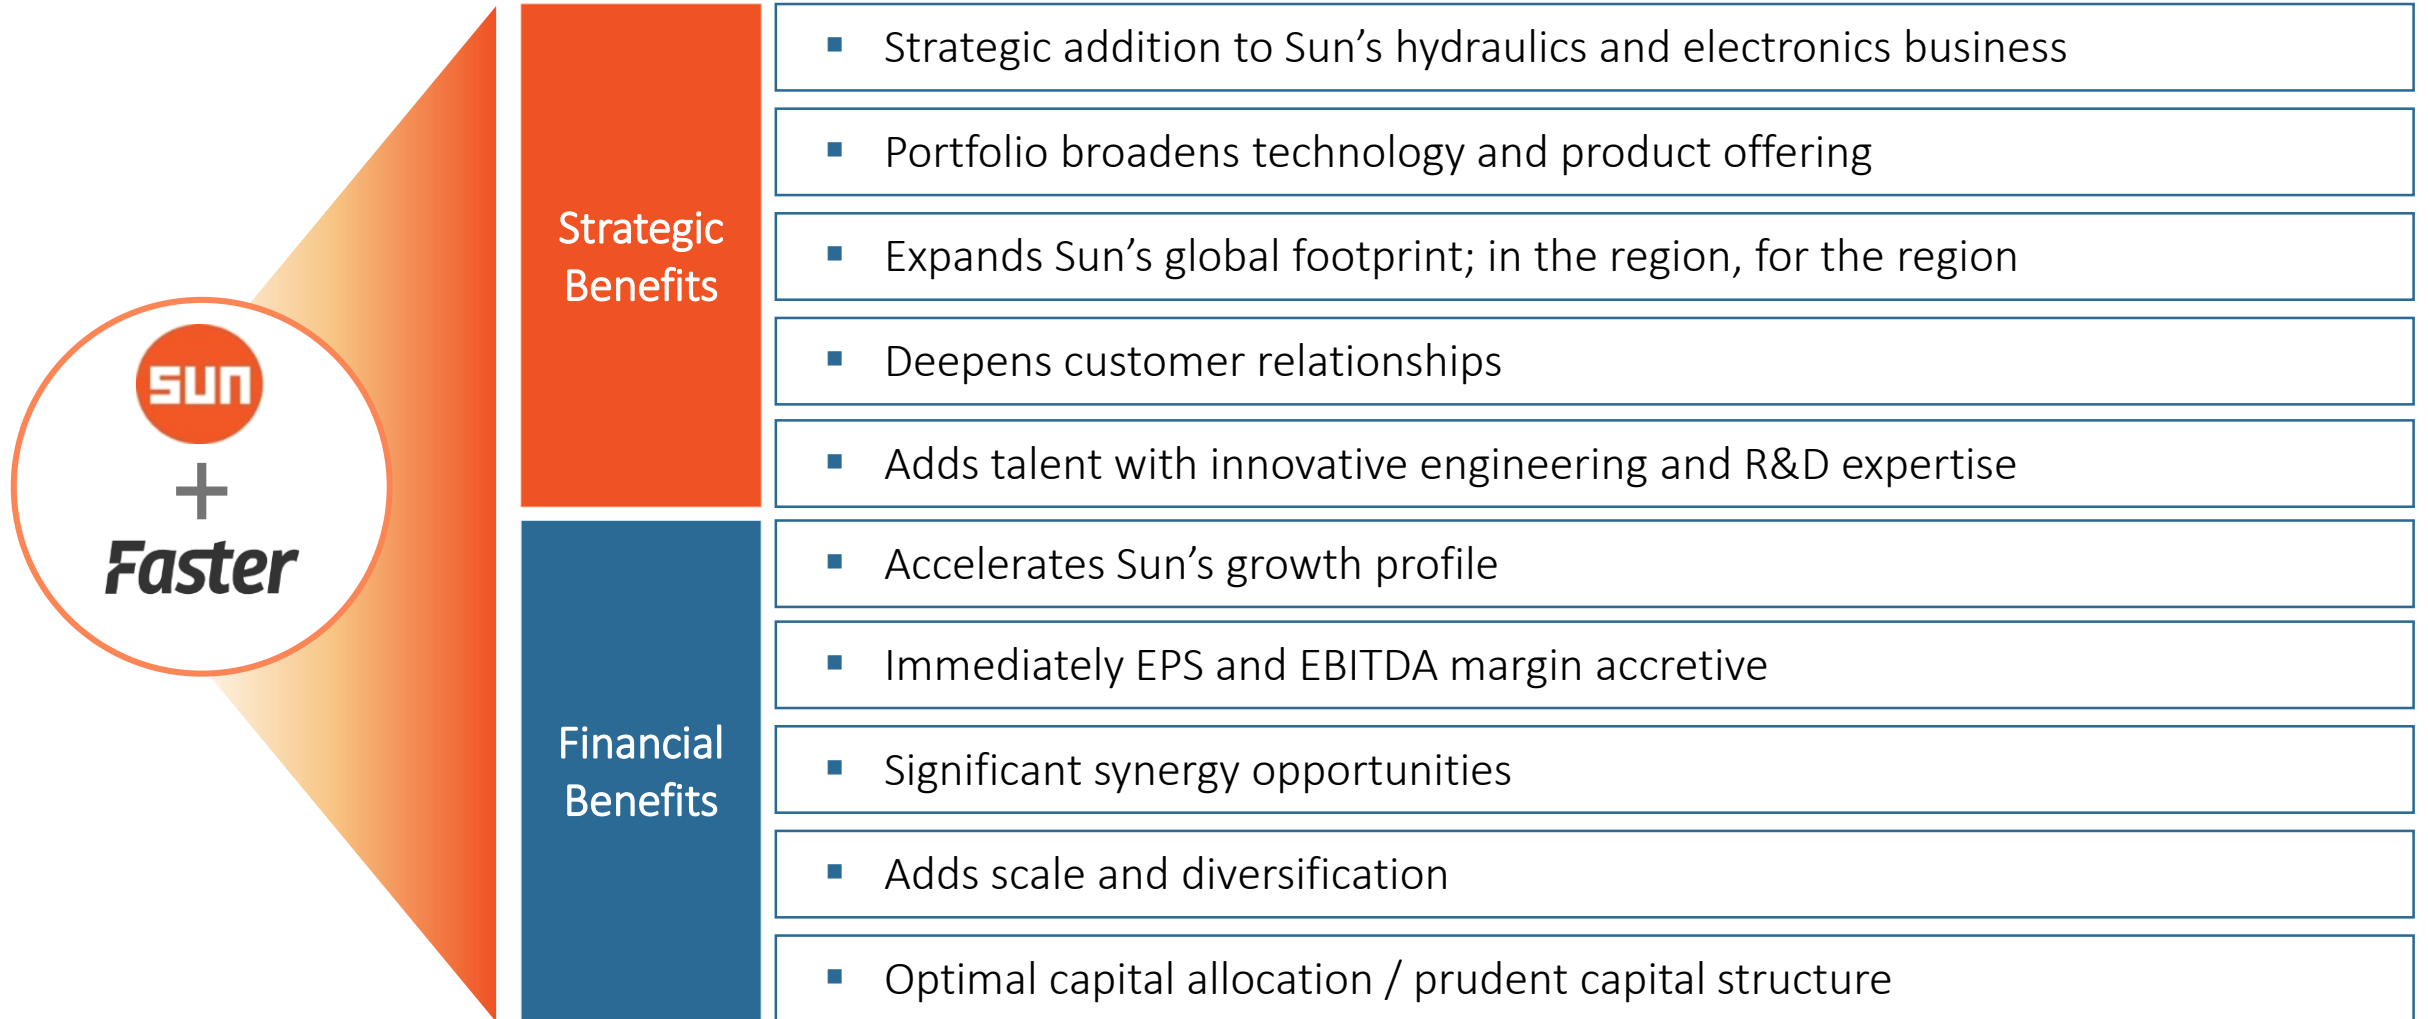 sun
+
Faster
Strategic
Benefits
▪ Strategic addition to Sun’s hydraulics and electronics business
▪ Portfolio broadens technology and product offering
▪ Expands Sun’s global footprint; in the region, for the region
▪ Deepens customer relationships
▪ Adds talent with innovative engineering and R&D expertise
Financial
Benefits
▪ Accelerates Sun’s growth profile
▪ Immediately EPS and EBITDA margin accretive
▪ Significant synergy opportunities
▪ Adds scale and diversification
▪ Optimal capital allocation / prudent capital structure